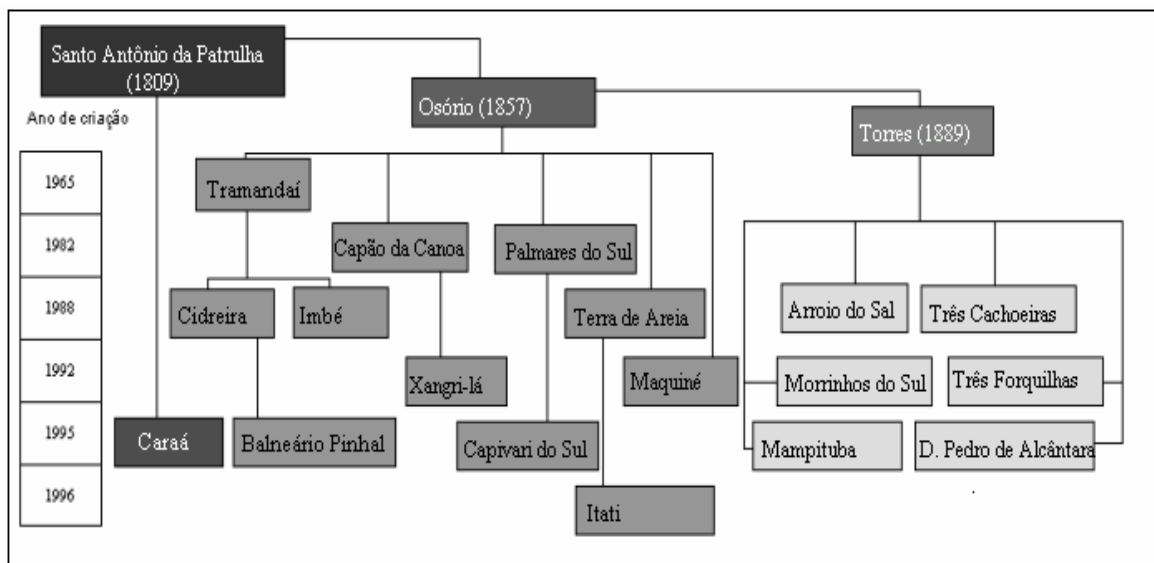 Santo Antônio da Patrulha
(1809)
Osório (1857)
Torres (1889)
Ano de criação
1965
1982
1988
1992
1995
1996
Tramandaí
Capão da Canoa
Palmares do Sul
Cidreira
Imbé
Terra de Areia
Arroio do Sal
Três Cachoeiras
Xangri-lá
Maquiné
Morrinhos do Sul
Três Forquilhas
Caraá
Balneário Pinhal
Capivari do Sul
Mampituba
D. Pedro de Alcântara
Itati